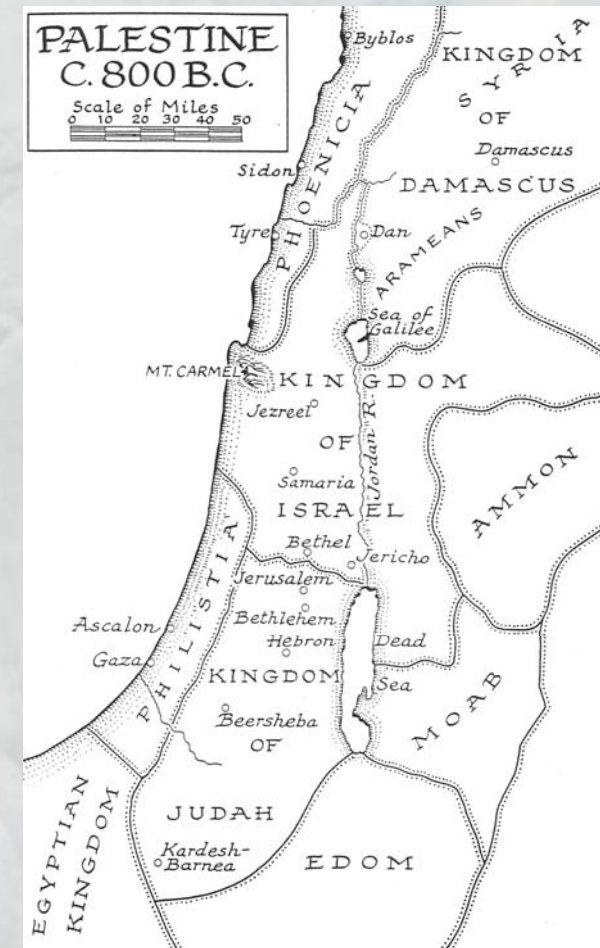 PALESTINE
C. 800 B.C.
Scale of Miles
0 10 20 30 40 50
Byblos
KINGDOM
SYRIA
OF
Damascus
DAMASCUS
PHOENICIA
Sidon
Tyre
Dan
ARAMEANS
Sea of
Galilee
MT. CARMEL
KINGDOM
Jezreel
OF
Jordan R.
Samaria
ISRAEL
AMMON
Bethel
Jericho
Jerusalem
PHILISTIA
Bethlehem
Ascalon
Hebron
Dead
Gaza
KINGDOM
Sea
MOAB
Beersheba
OF
EGYPTIAN
KINGDOM
JUDAH
Kardesh-
Barnea
EDOM